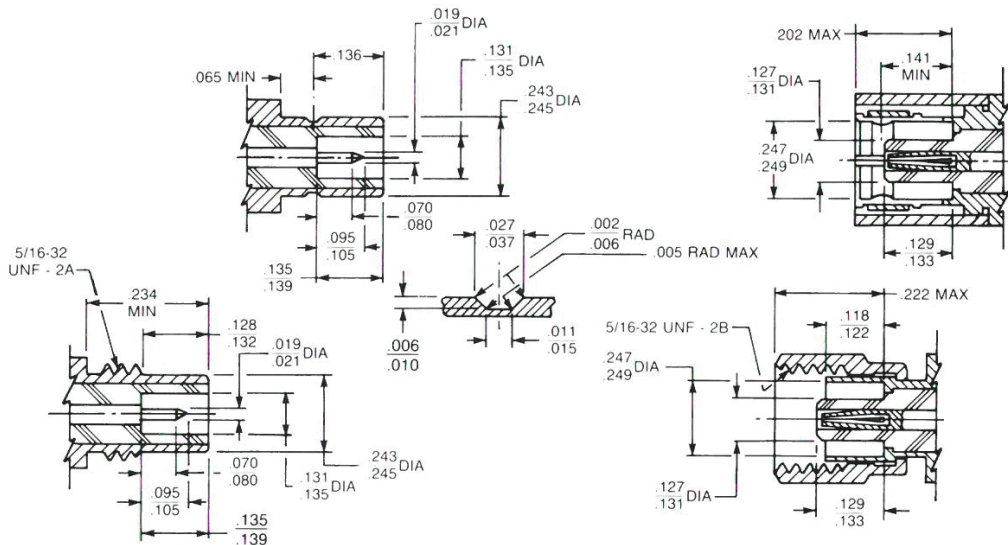 .019
.021 DIA
.136
.131 DIA
.135
.065 MIN
.243
.245 DIA
.070
.080
.095
.105
.135
.139
.027
.037
.002 RAD
.006
.005 RAD MAX
.006
.010
.011
.015
202 MAX
.141
MIN
.127
.131
.247 DIA
.249
.129
.133
5/16-32
UNF - 2A
.234
MIN
.128
.132
.019 DIA
.021
.070
.080
.095
.105
.131 DIA
.135
.243 DIA
.245
.135
.139
.222 MAX
.118
.122
5/16-32 UNF - 2B
.247 DIA
.249
.127 DIA
.131
.129
.133